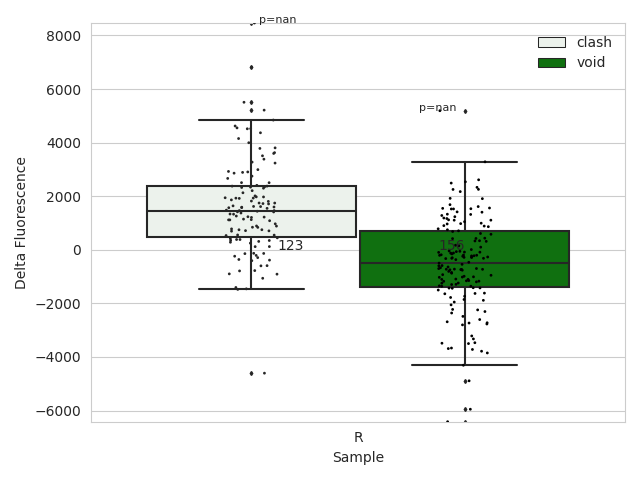 p=nan
8000
clash
void
6000
p=nan
4000
2000
0
123
−2000
−4000
−6000
Delta Fluorescence
R
Sample